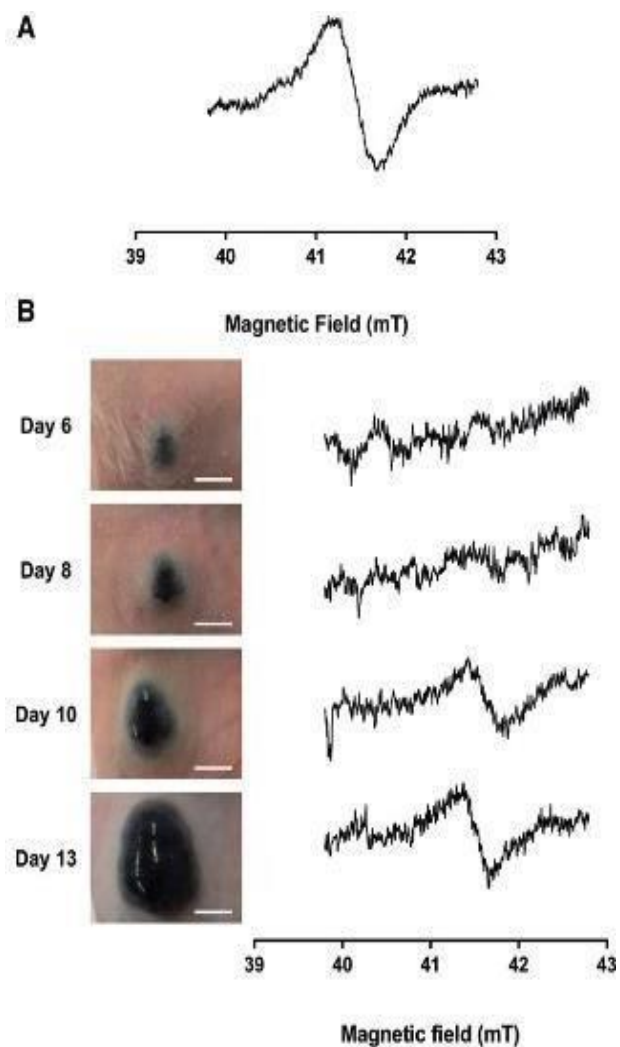 A
39 40 41 42 43
Magnetic Field (mT)
B
Day 6
Day 8
Day 10
Day 13
39 40 41 42 43
Magnetic field (mT)